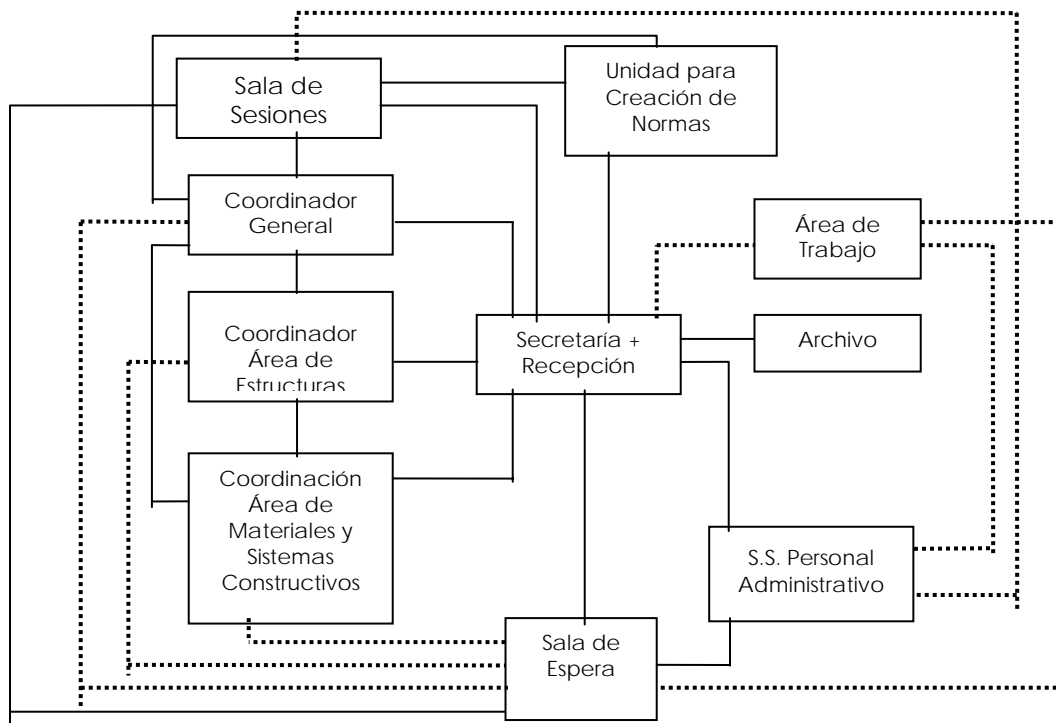 Sala de
Sesiones
Unidad para
Creación de
Normas
Coordinador
General
Área de
Trabajo
Coordinador
Área de
Estructuras
Secretaría +
Recepción
Archivo
Coordinación
Área de
Materiales y
Sistemas
Constructivos
S.S. Personal
Administrativo
Sala de
Espera